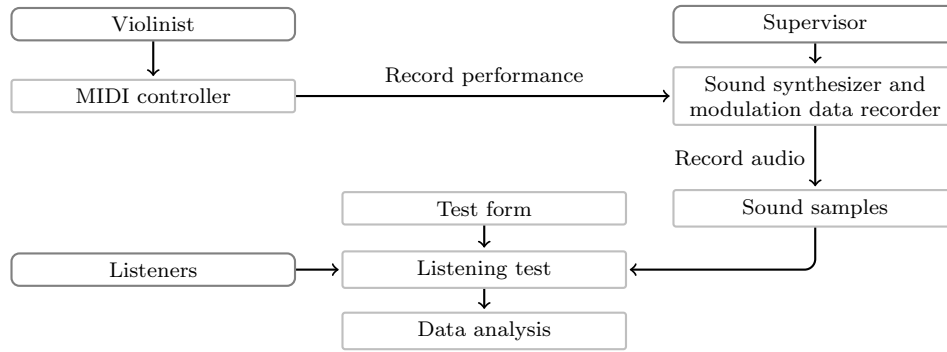 Violinist
Supervisor
MIDI controller
Record performance
Sound synthesizer and
modulation data recorder
Record audio
Test form
Sound samples
Listeners
Listening test
Data analysis